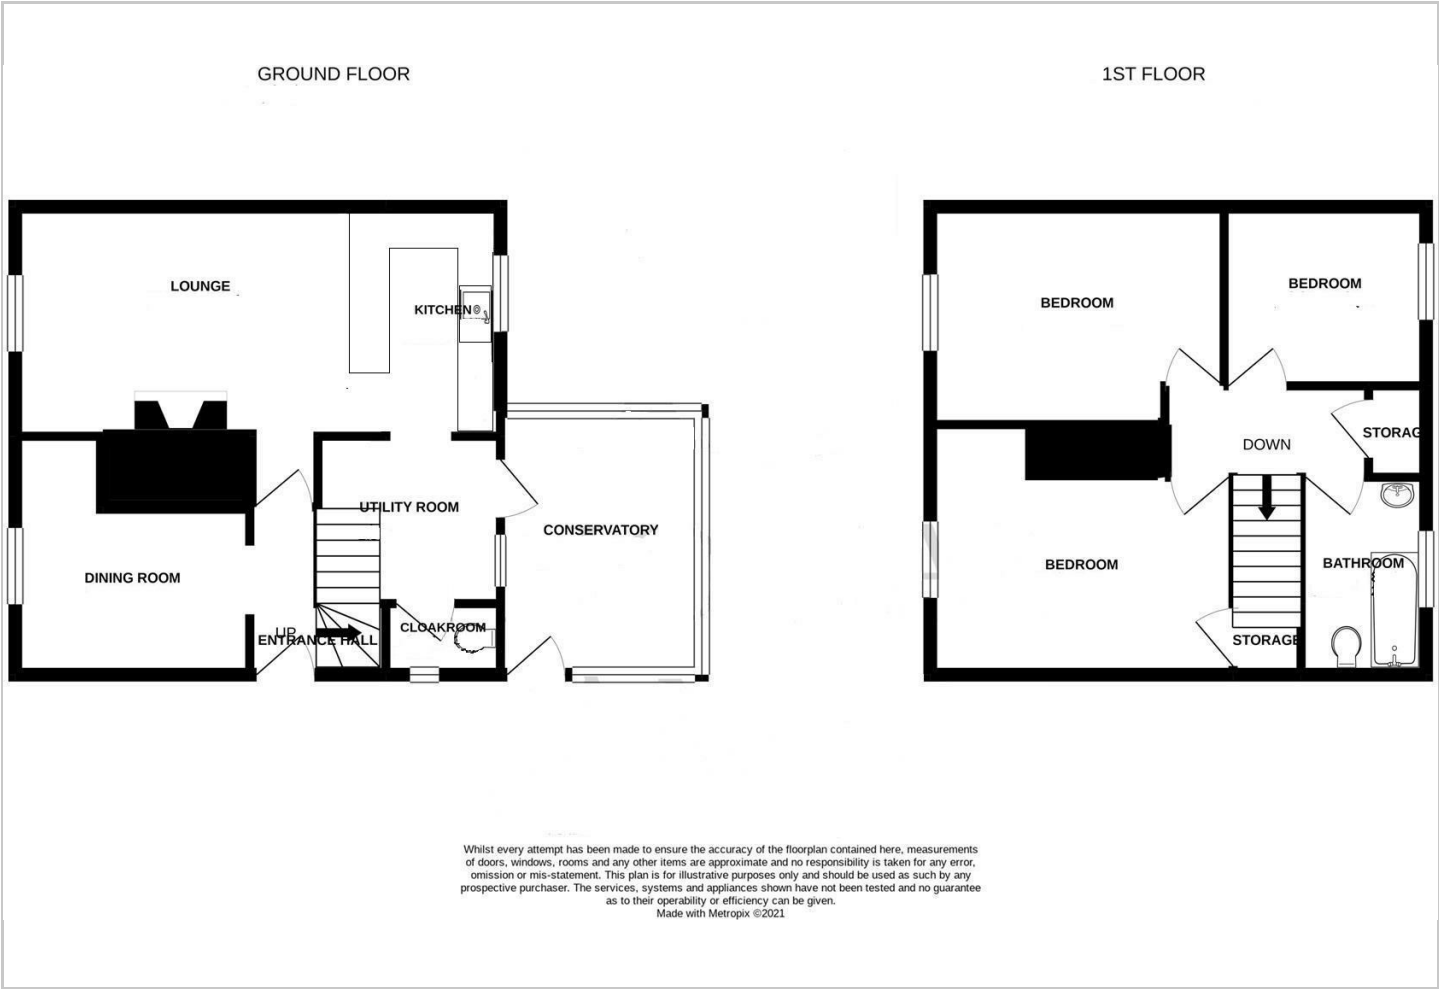 GROUND FLOOR
1ST FLOOR
LOUNGE
KITCHEN
UTILITY ROOM
CONSERVATORY
DINING ROOM
UP
ENTRANCE HALL
CLOAKROOM
BEDROOM
BEDROOM
STORAG
DOWN
BEDROOM
BATHROOM
STORAGE
Whilst every attempt has been made to ensure the accuracy of the floorplan contained here, measurements
of doors, windows, rooms and any other items are approximate and no responsibility is taken for any error,
omission or mis-statement. This plan is for illustrative purposes only and should be used as such by any
prospective purchaser. The services, systems and appliances shown have not been tested and no guarantee
as to their operability or efficiency can be given.
Made with Metropix ©2021